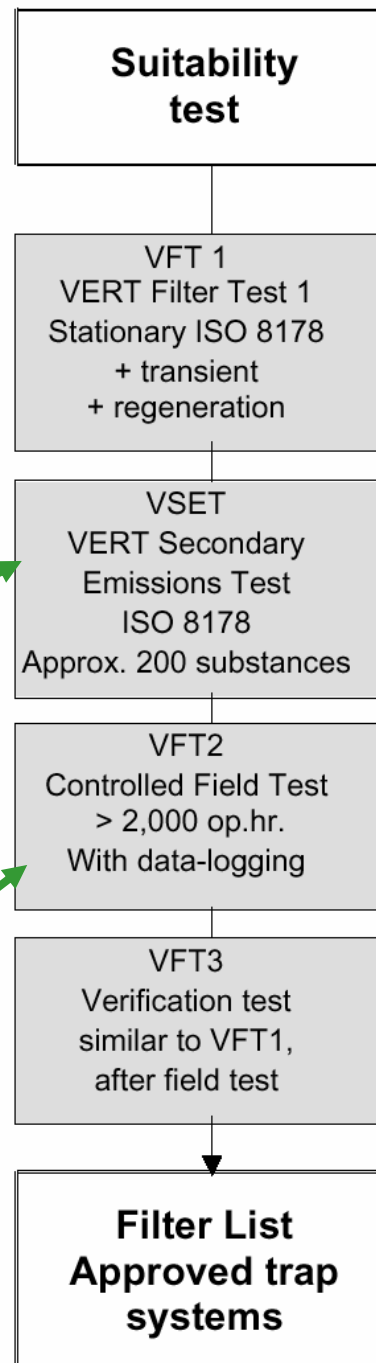 Suitability
test
VFT 1
VERT Filter Test 1
Stationary ISO 8178
+ transient
+ regeneration
VSET
VERT Secondary
Emissions Test
ISO 8178
Approx. 200 substances
VFT2
Controlled Field Test
> 2,000 op.hr.
With data-logging
VFT3
Verification test
similar to VFT1,
after field test
Filter List
Approved trap
systems